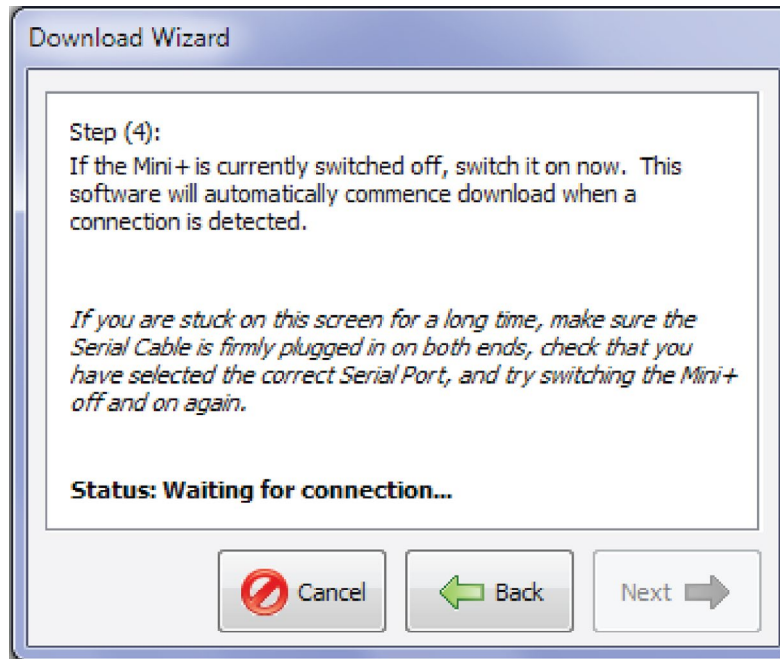 Download Wizard
Step (4):
If the Mini+ is currently switched off, switch it on now.  This
software will automatically commence download when a
connection is detected.
If you are stuck on this screen for a long time, make sure the
Serial Cable is firmly plugged in on both ends, check that you
have selected the correct Serial Port, and try switching the Mini+
off and on again.
Status: Waiting for connection...
Cancel
Back
Next